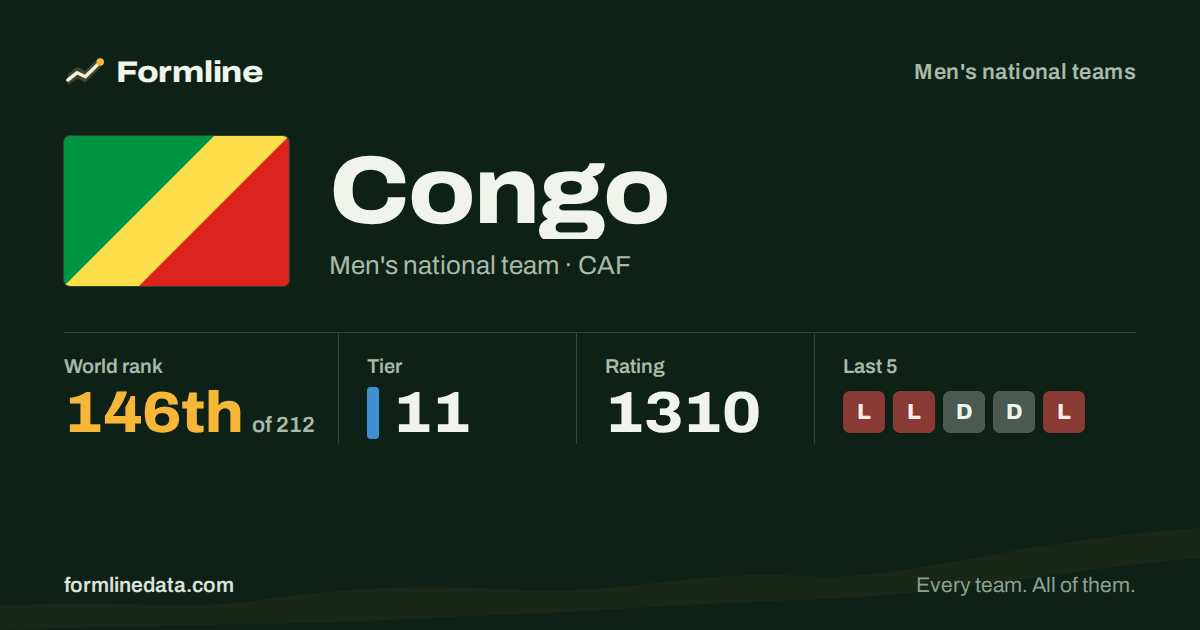 Formline
Men's national teams
Congo
Men's national team · CAF
World rank
146th of 212
Tier
11
Rating
1310
Last 5
L L D D L
formlinedata.com
Every team. All of them.